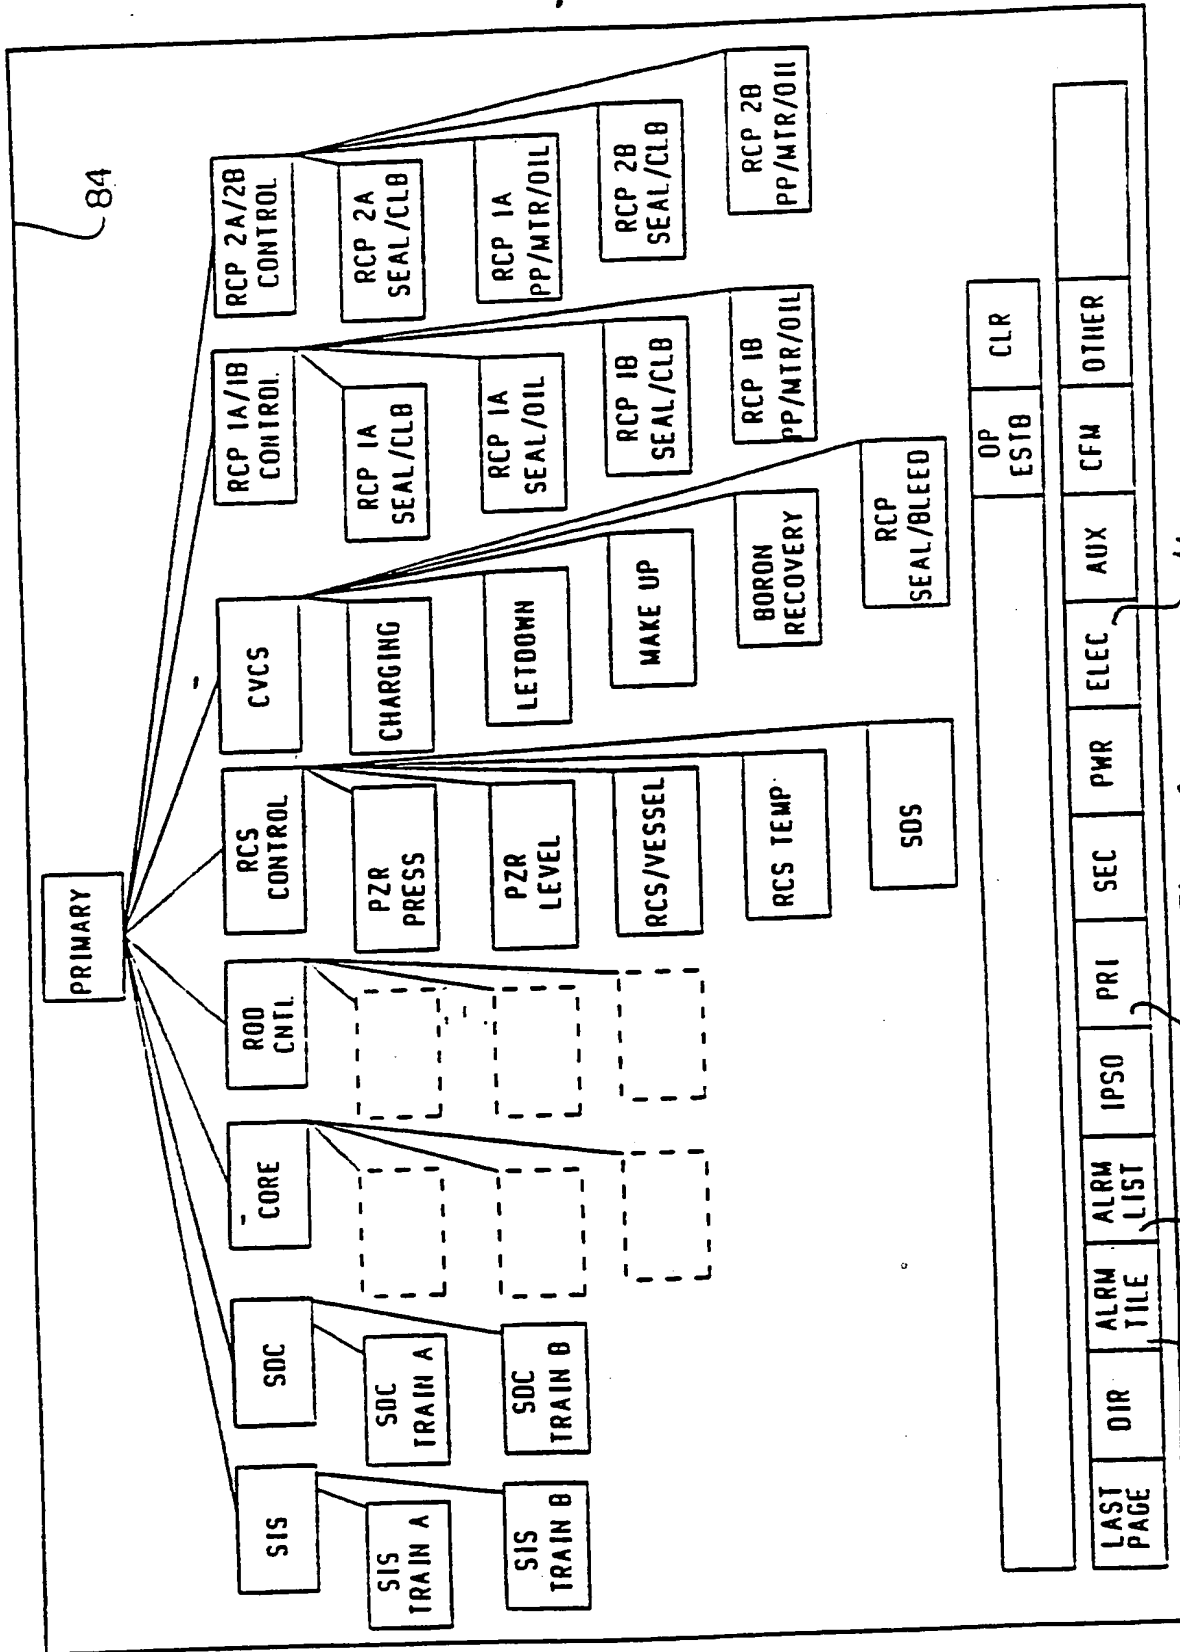 84
PRIMARY
SIS
SDC
CORE
ROD
CNTL
RCS
CONTROL
CVCS
RCP 1A/1B
CONTROL
RCP 2A/2B
CONTROL
SIS
TRAIN A
SIS
TRAIN B
SDC
TRAIN A
SDC
TRAIN B
PZR
PRESS
PZR
LEVEL
RCS/VESSEL
RCS TEMP
SDS
CHARGING
LETDOWN
MAKE UP
BORON
RECOVERY
RCP
SEAL/BLEED
RCP 1A
SEAL/CLB
RCP 1A
SEAL/OIL
RCP 1B
SEAL/CLB
RCP 1B
PP/MTR/OIL
RCP 2A
SEAL/CLB
RCP 1A
PP/MTR/OIL
RCP 2B
SEAL/CLB
RCP 2B
PP/MTR/OIL
OP
ESTB
CLR
LAST
PAGE
DIR
ALRM
TILE
ALRM
LIST
IPSO
PRI
SEC
PWR
ELEC
AUX
CFM
OTHER